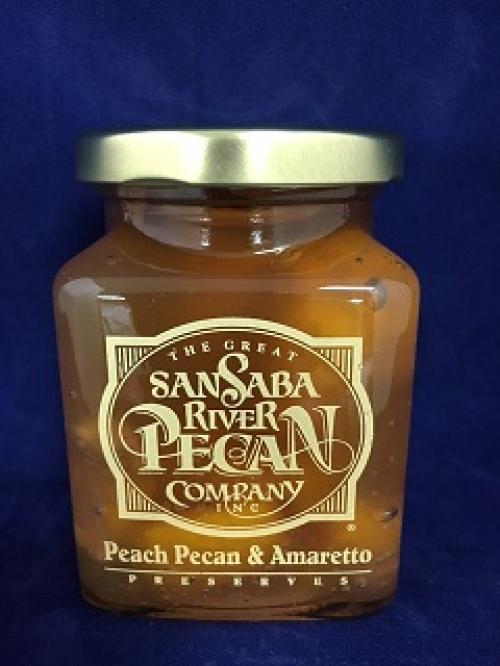 THE GREAT
SANSABA
RIVER
PECAN
COMPANY
INC
®
Peach Pecan & Amaretto
PRESERVES